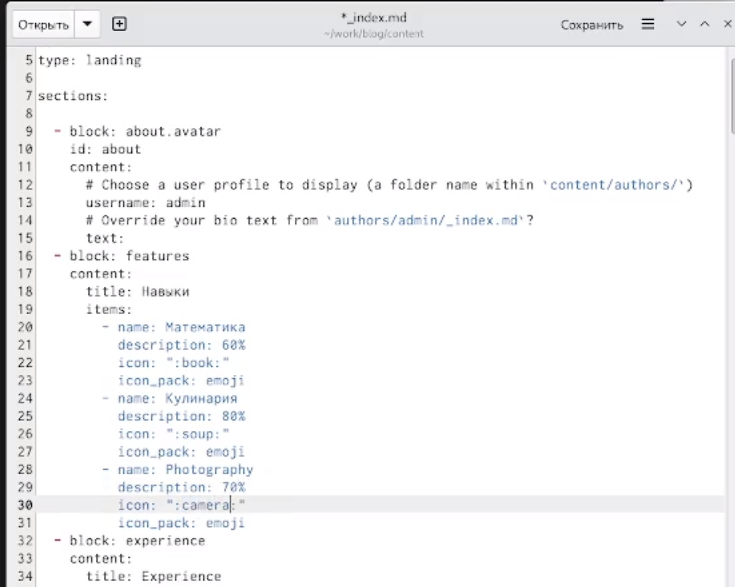 Открыть
*_index.md
~/work/blog/content
Сохранить
5 type: landing
6
7 sections:
8
9   - block: about.avatar
10     id: about
11     content:
12       # Choose a user profile to display (a folder name within `content/authors/`)
13       username: admin
14       # Override your bio text from `authors/admin/_index.md`?
15       text:
16   - block: features
17     content:
18       title: Навыки
19       items:
20         - name: Математика
21           description: 60%
22           icon: ":book:"
23           icon_pack: emoji
24         - name: Кулинария
25           description: 80%
26           icon: ":soup:"
27           icon_pack: emoji
28         - name: Photography
29           description: 70%
30           icon: ":camera:"
31           icon_pack: emoji
32   - block: experience
33     content:
34       title: Experience